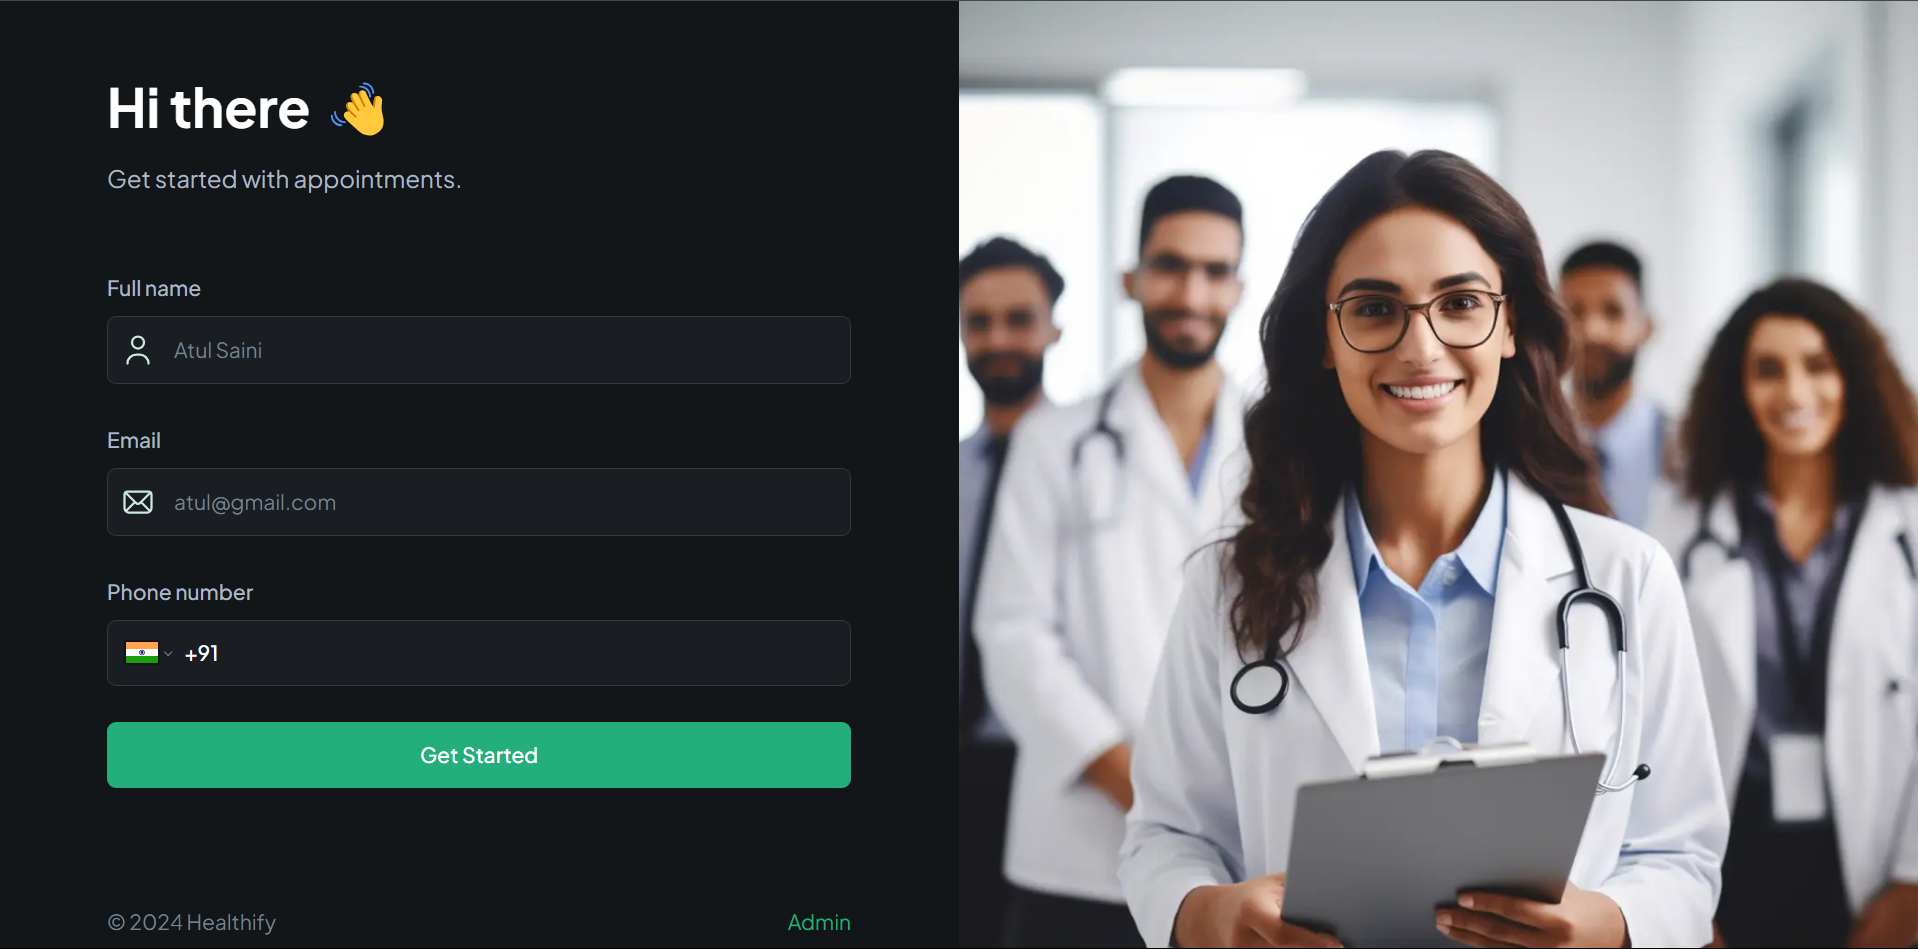 Hi there 👋
Get started with appointments.
Full name
Atul Saini
Email
atul@gmail.com
Phone number
+91
Get Started
© 2024 Healthify
Admin